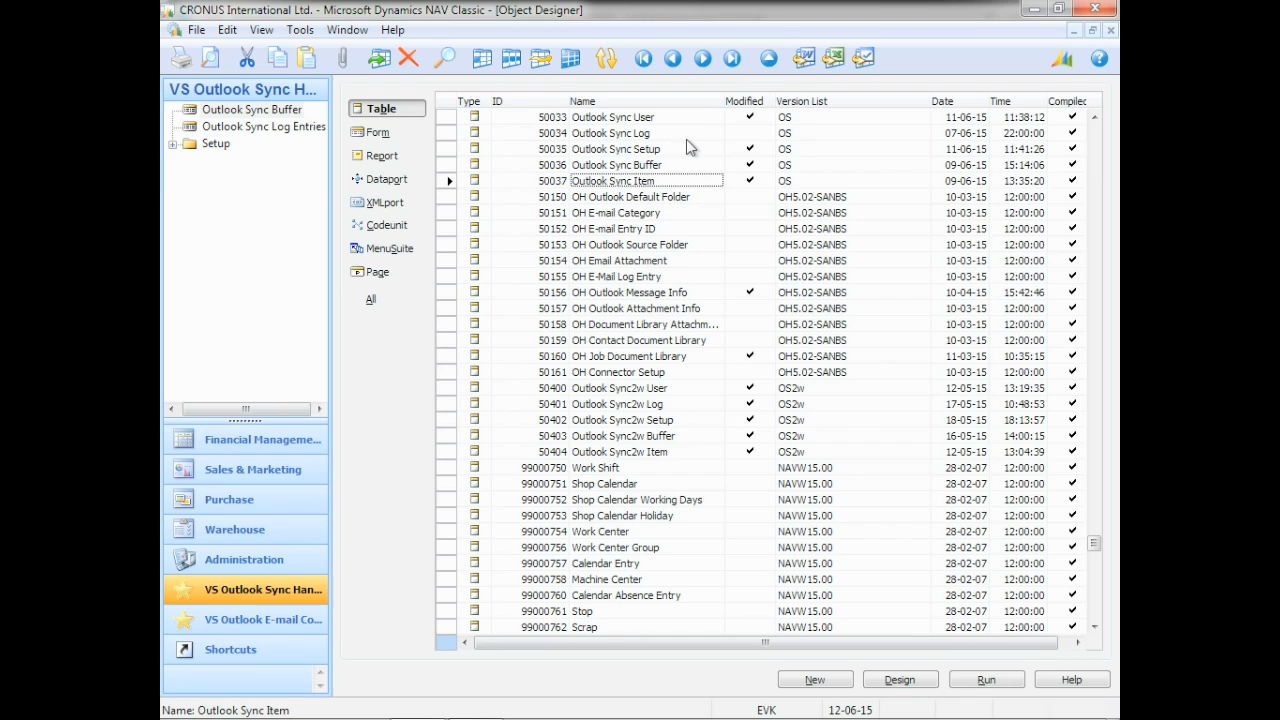 CRONUS International Ltd. - Microsoft Dynamics NAV Classic - [Object Designer]
File Edit View Tools Window Help
VS Outlook Sync H...
Outlook Sync Buffer
Outlook Sync Log Entries
Setup
Financial Manageme...
Sales & Marketing
Purchase
Warehouse
Administration
VS Outlook Sync Han...
VS Outlook E-mail Co...
Shortcuts
Table
Form
Report
Dataport
XMLport
Codeunit
MenuSuite
Page
All
Type ID Name Modified Version List Date Time Compiled
50033 Outlook Sync User ✔ OS 11-06-15 11:38:12 ✔
50034 Outlook Sync Log OS 07-06-15 22:00:00 ✔
50035 Outlook Sync Setup ✔ OS 11-06-15 11:41:26 ✔
50036 Outlook Sync Buffer ✔ OS 09-06-15 15:14:06 ✔
50037 Outlook Sync Item ✔ OS 09-06-15 13:35:20 ✔
50150 OH Outlook Default Folder OH5.02-SANBS 10-03-15 12:00:00 ✔
50151 OH E-mail Category OH5.02-SANBS 10-03-15 12:00:00 ✔
50152 OH E-mail Entry ID OH5.02-SANBS 10-03-15 12:00:00 ✔
50153 OH Outlook Source Folder OH5.02-SANBS 10-03-15 12:00:00 ✔
50154 OH Email Attachment OH5.02-SANBS 10-03-15 12:00:00 ✔
50155 OH E-Mail Log Entry OH5.02-SANBS 10-03-15 12:00:00 ✔
50156 OH Outlook Message Info ✔ OH5.02-SANBS 10-04-15 15:42:46 ✔
50157 OH Outlook Attachment Info OH5.02-SANBS 10-03-15 12:00:00 ✔
50158 OH Document Library Attachm... OH5.02-SANBS 10-03-15 12:00:00 ✔
50159 OH Contact Document Library OH5.02-SANBS 10-03-15 12:00:00 ✔
50160 OH Job Document Library ✔ OH5.02-SANBS 11-03-15 10:35:15 ✔
50161 OH Connector Setup OH5.02-SANBS 10-03-15 12:00:00 ✔
50400 Outlook Sync2w User ✔ OS2w 12-05-15 13:19:35 ✔
50401 Outlook Sync2w Log ✔ OS2w 17-05-15 10:48:53 ✔
50402 Outlook Sync2w Setup ✔ OS2w 18-05-15 18:13:57 ✔
50403 Outlook Sync2w Buffer ✔ OS2w 16-05-15 14:00:15 ✔
50404 Outlook Sync2w Item ✔ OS2w 12-05-15 13:04:39 ✔
99000750 Work Shift NAVW15.00 28-02-07 12:00:00 ✔
99000751 Shop Calendar NAVW15.00 28-02-07 12:00:00 ✔
99000752 Shop Calendar Working Days NAVW15.00 28-02-07 12:00:00 ✔
99000753 Shop Calendar Holiday NAVW15.00 28-02-07 12:00:00 ✔
99000754 Work Center NAVW15.00 28-02-07 12:00:00 ✔
99000756 Work Center Group NAVW15.00 28-02-07 12:00:00 ✔
99000757 Calendar Entry NAVW15.00 28-02-07 12:00:00 ✔
99000758 Machine Center NAVW15.00 28-02-07 12:00:00 ✔
99000760 Calendar Absence Entry NAVW15.00 28-02-07 12:00:00 ✔
99000761 Stop NAVW15.00 28-02-07 12:00:00 ✔
99000762 Scrap NAVW15.00 28-02-07 12:00:00 ✔
New Design Run Help
Name: Outlook Sync Item EVK 12-06-15